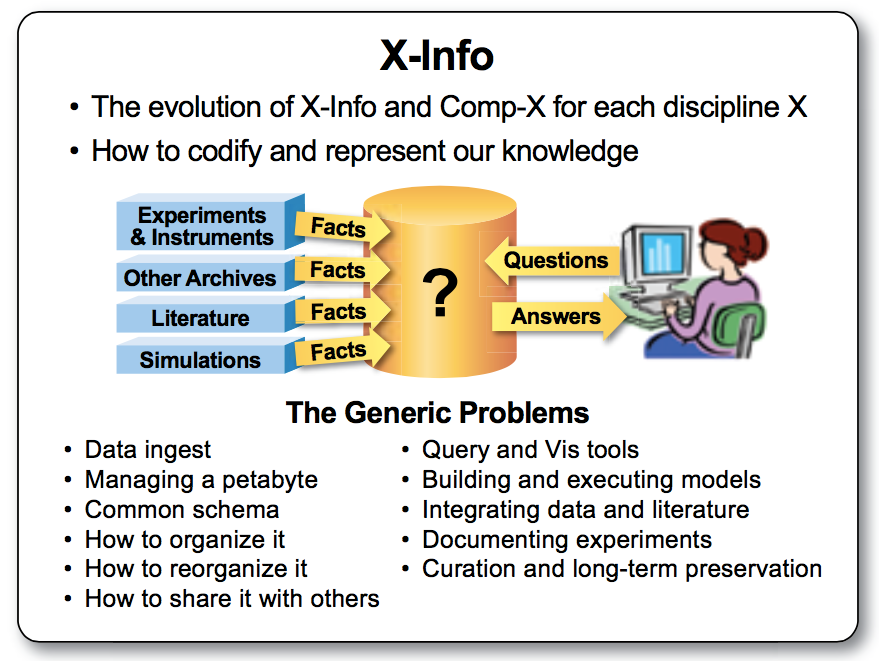 X-Info
• The evolution of X-Info and Comp-X for each discipline X
• How to codify and represent our knowledge
Experiments
& Instruments
Facts
Other Archives
Facts
Literature
Facts
Simulations
Facts
?
Questions
Answers
The Generic Problems
• Data ingest
• Managing a petabyte
• Common schema
• How to organize it
• How to reorganize it
• How to share it with others
• Query and Vis tools
• Building and executing models
• Integrating data and literature
• Documenting experiments
• Curation and long-term preservation